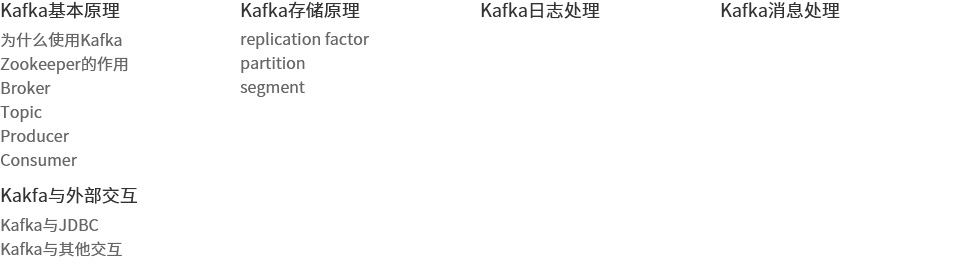 Kafka基本原理
为什么使用Kafka
Zookeeper的作用
Broker
Topic
Producer
Consumer
Kafka存储原理
replication factor
partition
segment
Kafka日志处理
Kafka消息处理
Kakfa与外部交互
Kafka与JDBC
Kafka与其他交互